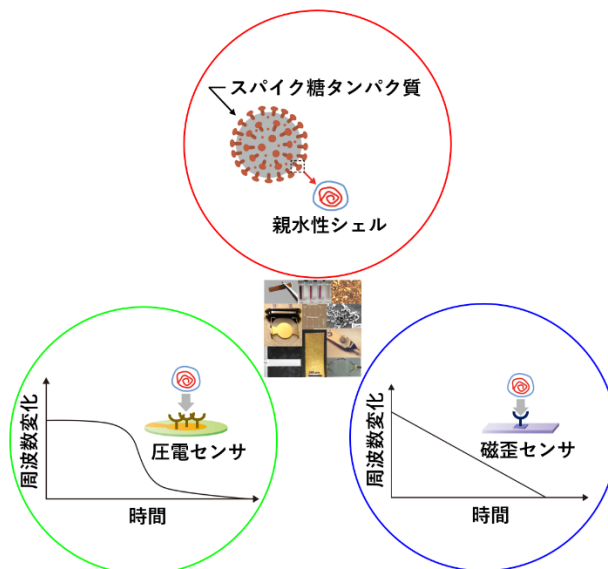 スパイク糖タンパク質
親水性シェル
周波数変化
圧電センサ
時間
周波数変化
磁歪センサ
時間